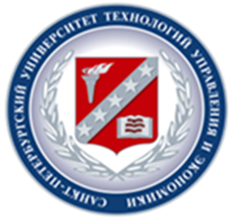 САНКТ-ПЕТЕРБУРГСКИЙ УНИВЕРСИТЕТ ТЕХНОЛОГИЙ УПРАВЛЕНИЯ И ЭКОНОМИКИ